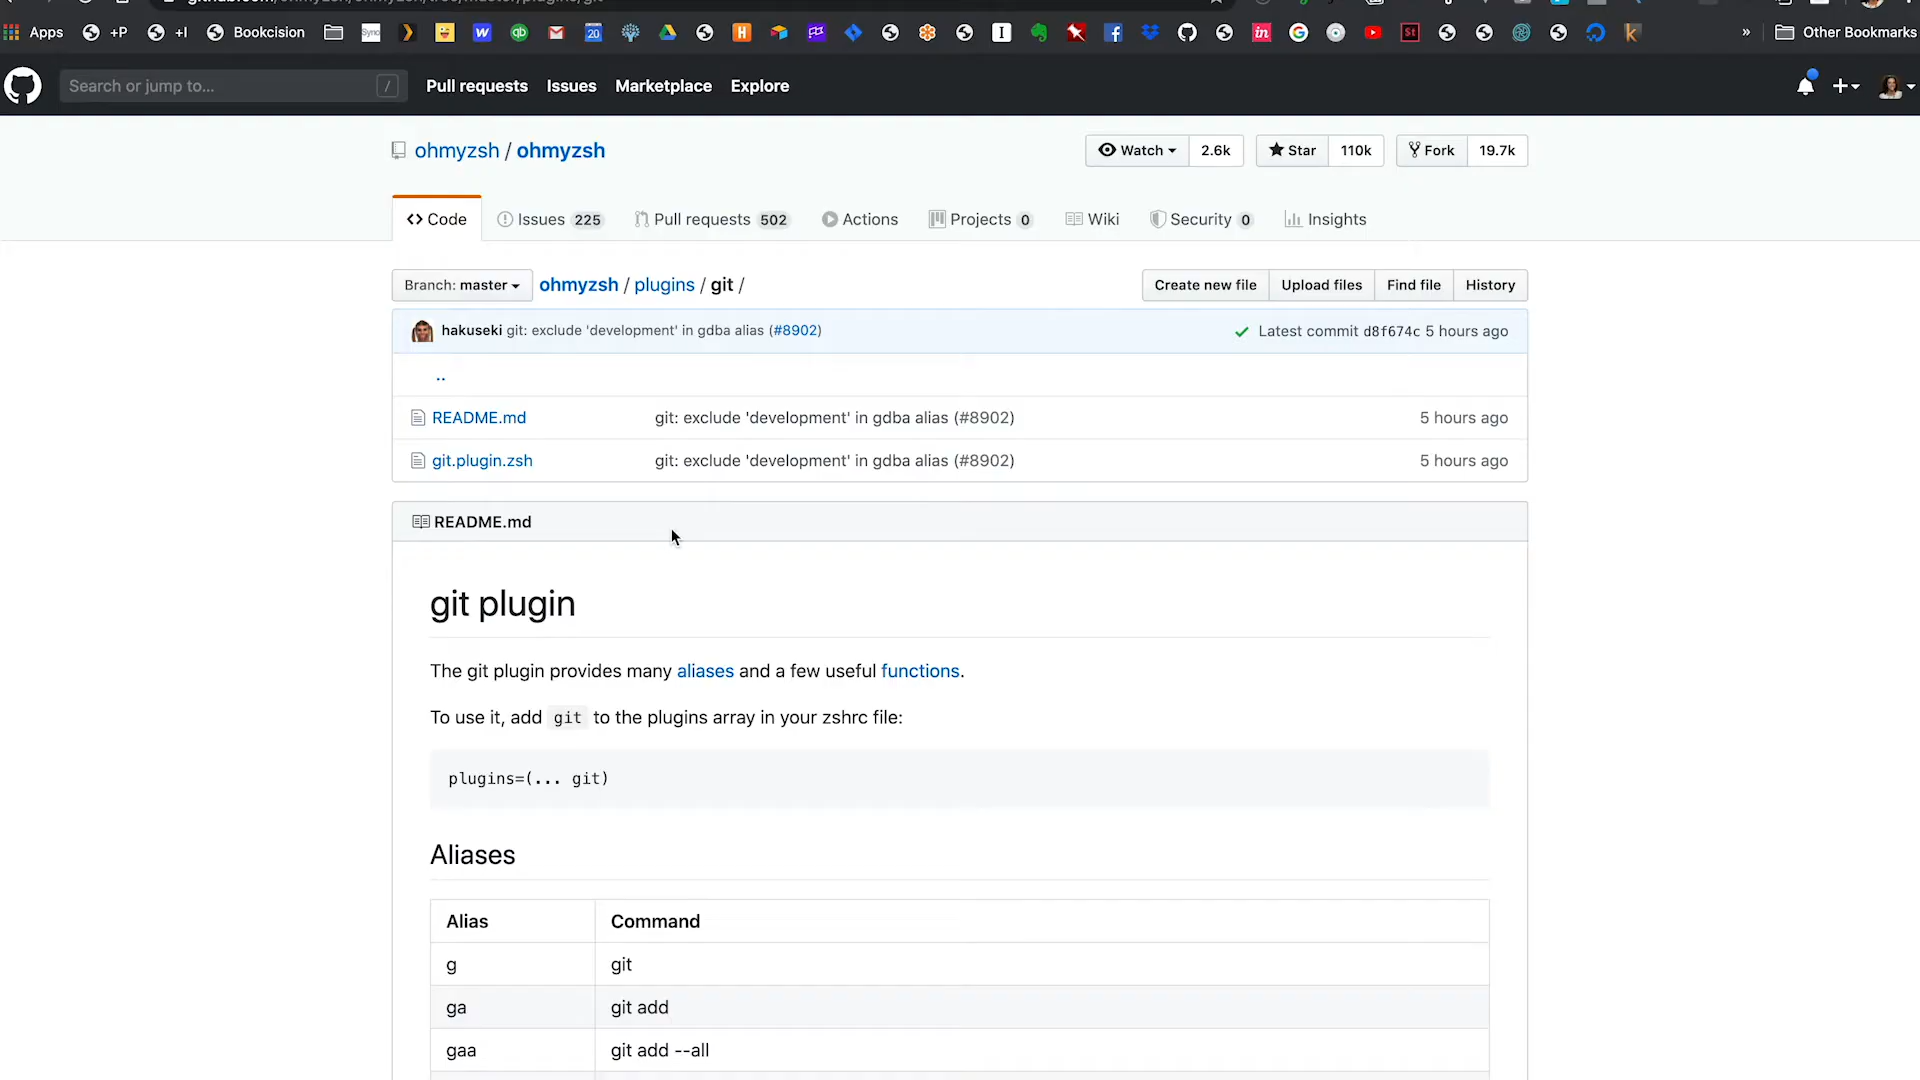 Apps +P +I Bookcision Syno W qb 20 H I f in G St k » Other Bookmarks
Search or jump to... / Pull requests Issues Marketplace Explore
ohmyzsh / ohmyzsh Watch 2.6k Star 110k Fork 19.7k
Code Issues 225 Pull requests 502 Actions Projects 0 Wiki Security 0 Insights
Branch: master ohmyzsh / plugins / git / Create new file Upload files Find file History
hakuseki git: exclude 'development' in gdba alias (#8902) Latest commit d8f674c 5 hours ago
..
README.md git: exclude 'development' in gdba alias (#8902) 5 hours ago
git.plugin.zsh git: exclude 'development' in gdba alias (#8902) 5 hours ago
README.md
git plugin
The git plugin provides many aliases and a few useful functions.
To use it, add git to the plugins array in your zshrc file:
plugins=(... git)
Aliases
Alias Command
g git
ga git add
gaa git add --all